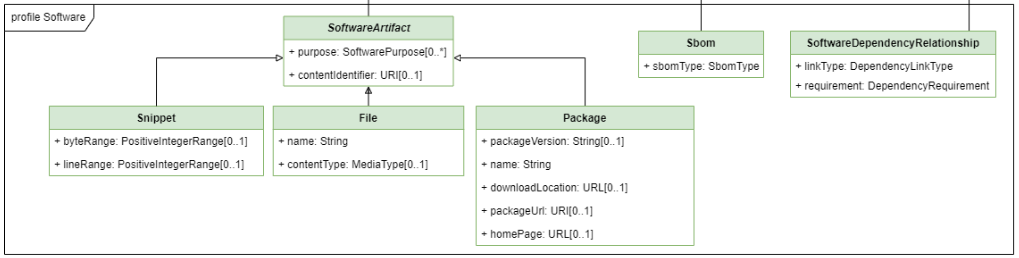 profile Software
SoftwareArtifact
+ purpose: SoftwarePurpose[0..*]
+ contentIdentifier: URI[0..1]
Sbom
+ sbomType: SbomType
SoftwareDependencyRelationship
+ linkType: DependencyLinkType
+ requirement: DependencyRequirement
Snippet
+ byteRange: PositiveIntegerRange[0..1]
+ lineRange: PositiveIntegerRange[0..1]
File
+ name: String
+ contentType: MediaType[0..1]
Package
+ packageVersion: String[0..1]
+ name: String
+ downloadLocation: URL[0..1]
+ packageUrl: URI[0..1]
+ homePage: URL[0..1]